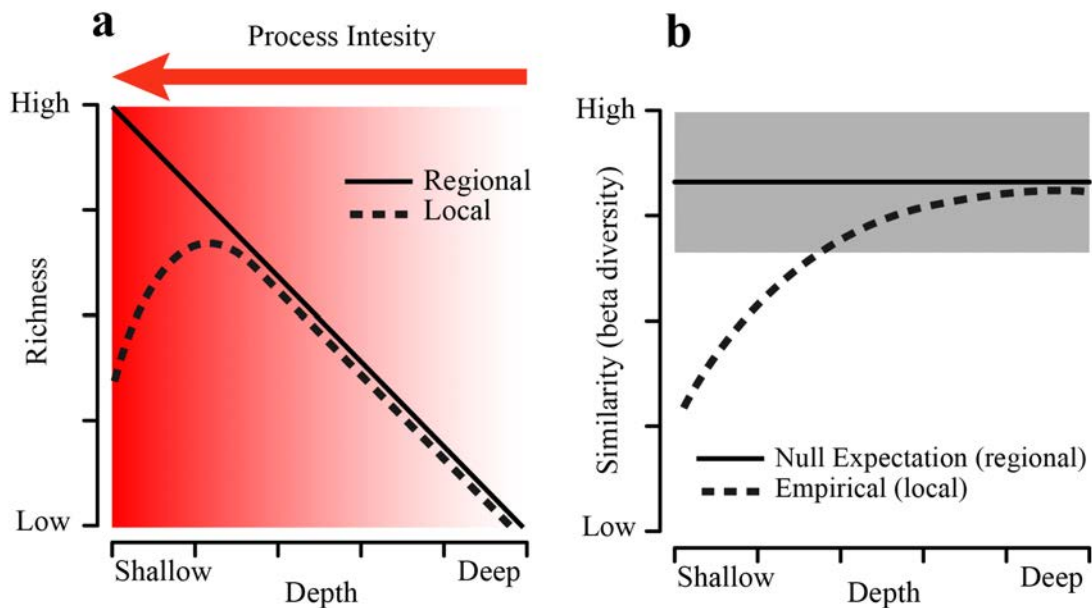 a
Process Intesity
High
Regional
Local
Richness
Low
Shallow
Deep
Depth
b
High
Similarity (beta diversity)
Null Expectation (regional)
Empirical (local)
Low
Shallow
Deep
Depth